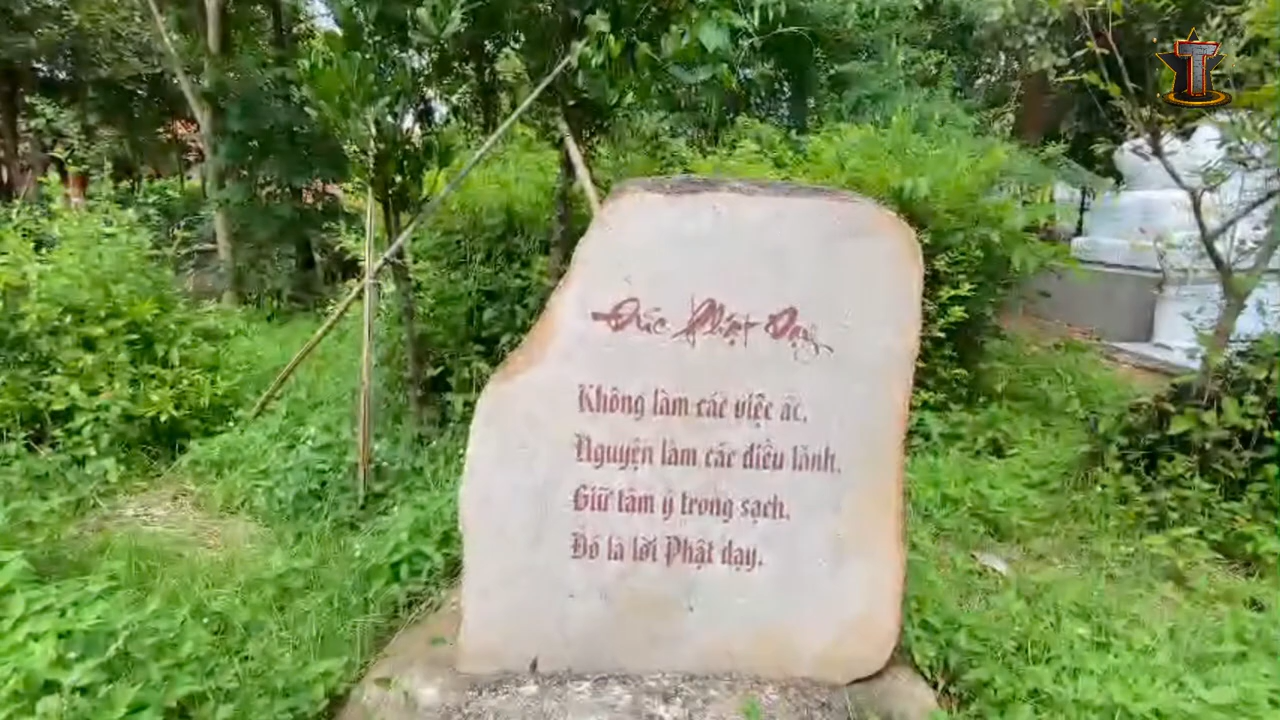 Đức Phật Dạy
Không làm các việc ác.
Nguyện làm các điều lành.
Giữ tâm ý trong sạch.
Đó là lời Phật dạy.
T